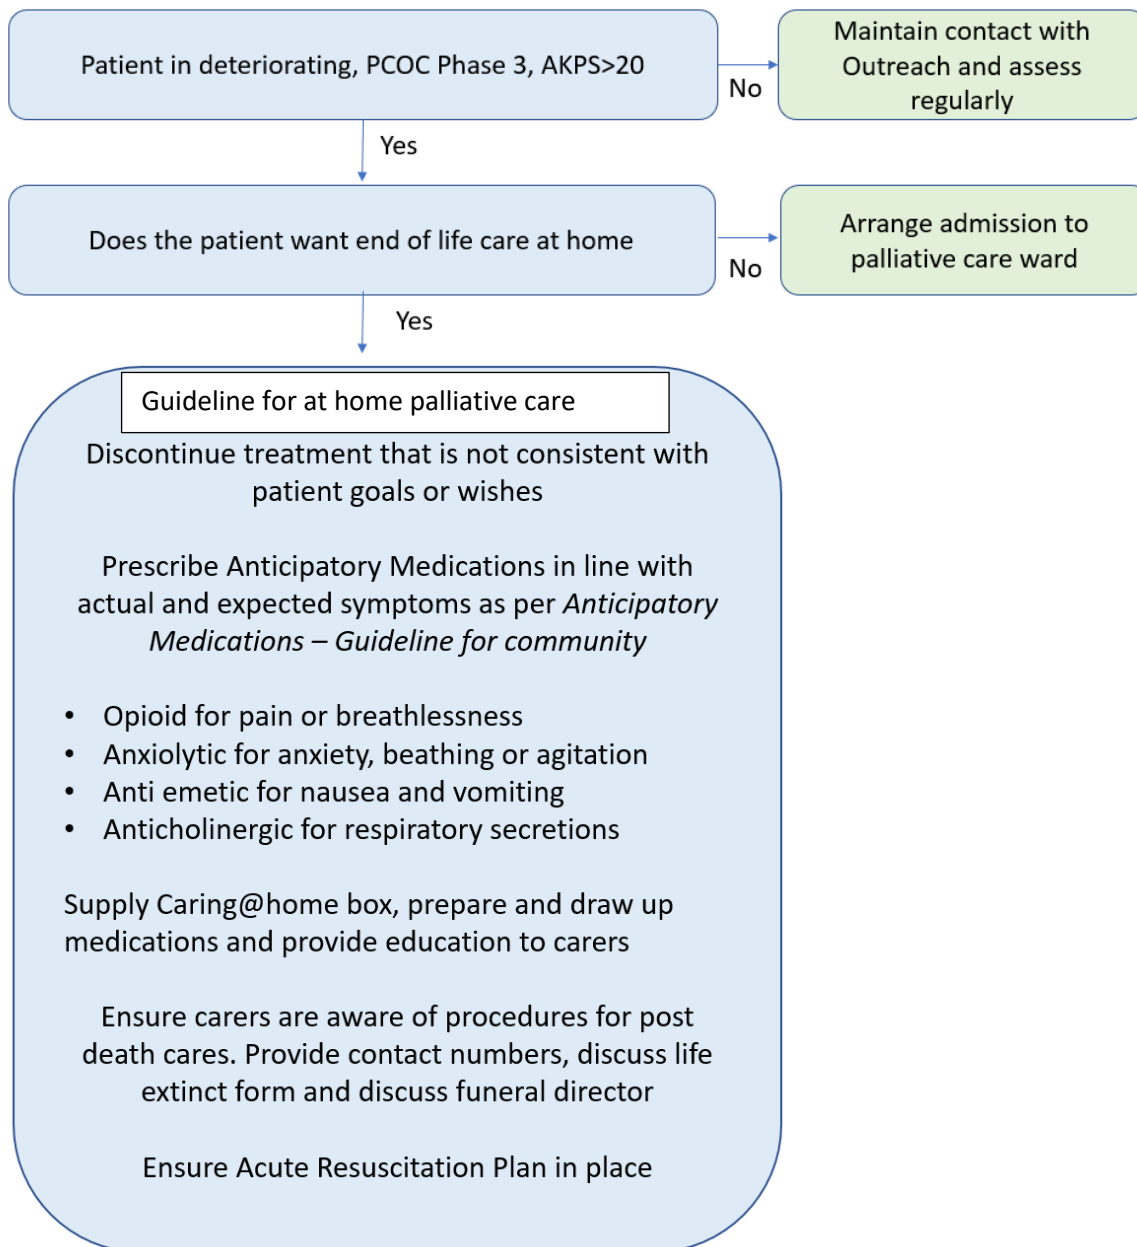 Patient in deteriorating, PCOC Phase 3, AKPS>20
No
Maintain contact with
Outreach and assess
regularly
Yes
Does the patient want end of life care at home
No
Arrange admission to
palliative care ward
Yes
Guideline for at home palliative care
Discontinue treatment that is not consistent with
patient goals or wishes
Prescribe Anticipatory Medications in line with
actual and expected symptoms as per Anticipatory
Medications – Guideline for community
• Opioid for pain or breathlessness
• Anxiolytic for anxiety, beathing or agitation
• Anti emetic for nausea and vomiting
• Anticholinergic for respiratory secretions
Supply Caring@home box, prepare and draw up
medications and provide education to carers
Ensure carers are aware of procedures for post
death cares. Provide contact numbers, discuss life
extinct form and discuss funeral director
Ensure Acute Resuscitation Plan in place